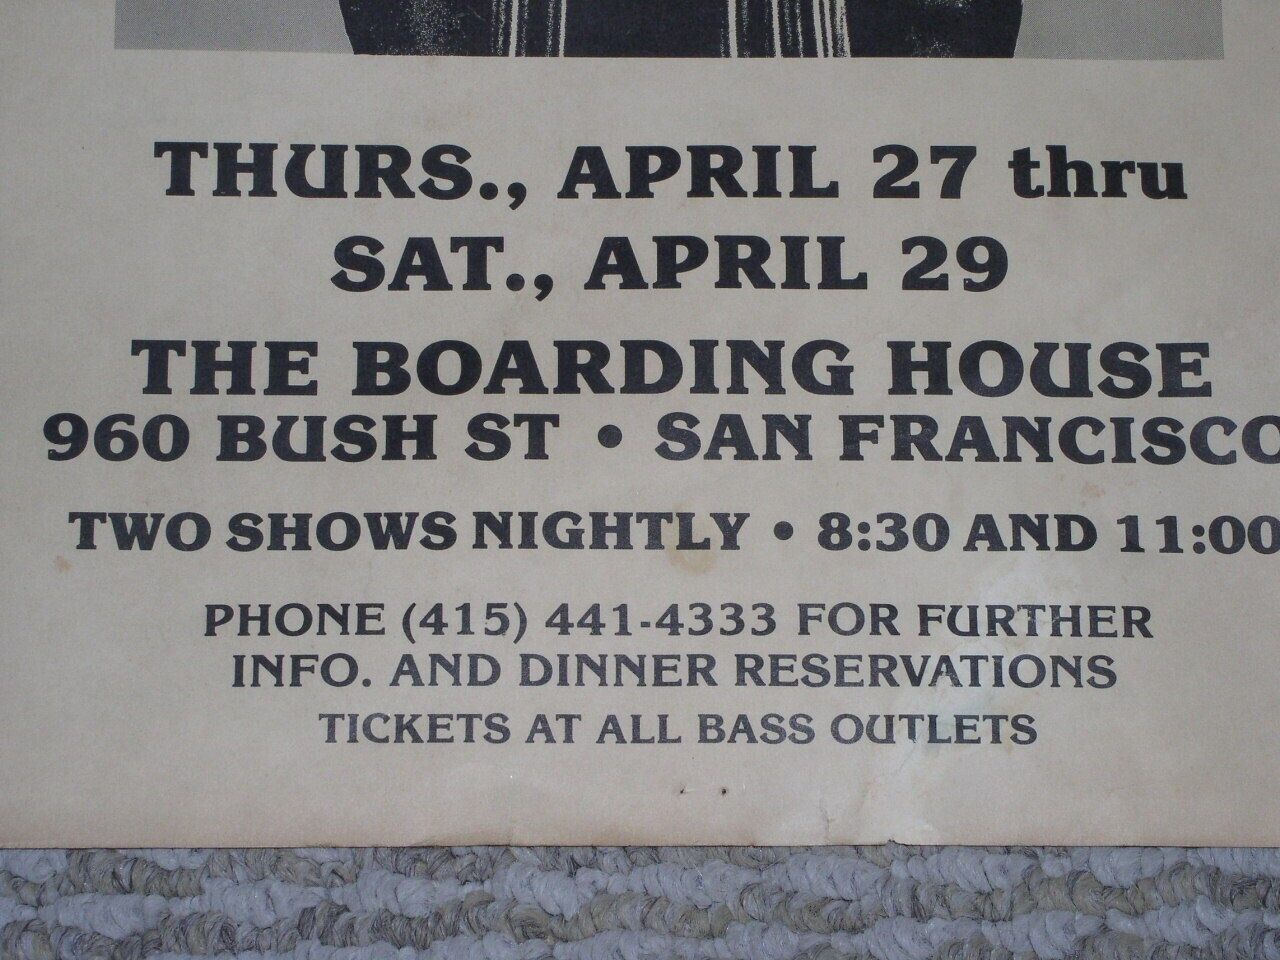 THURS., APRIL 27 thru
SAT., APRIL 29
THE BOARDING HOUSE
960 BUSH ST • SAN FRANCISCO
TWO SHOWS NIGHTLY • 8:30 AND 11:00
PHONE (415) 441-4333 FOR FURTHER
INFO. AND DINNER RESERVATIONS
TICKETS AT ALL BASS OUTLETS